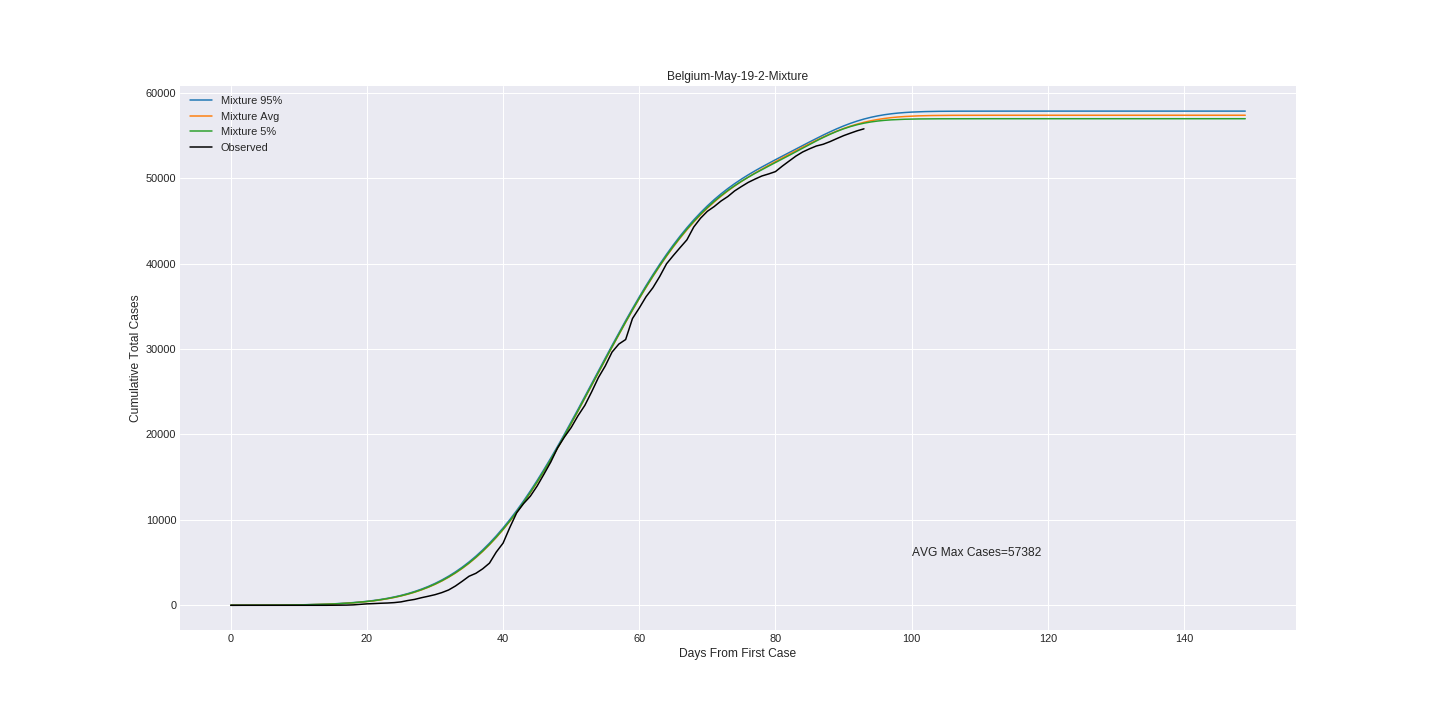 Belgium-May-19-2-Mixture
Mixture 95%
Mixture Avg
Mixture 5%
Observed
60000
50000
40000
30000
20000
10000
0
Cumulative Total Cases
AVG Max Cases=57382
0 20 40 60 80 100 120 140
Days From First Case